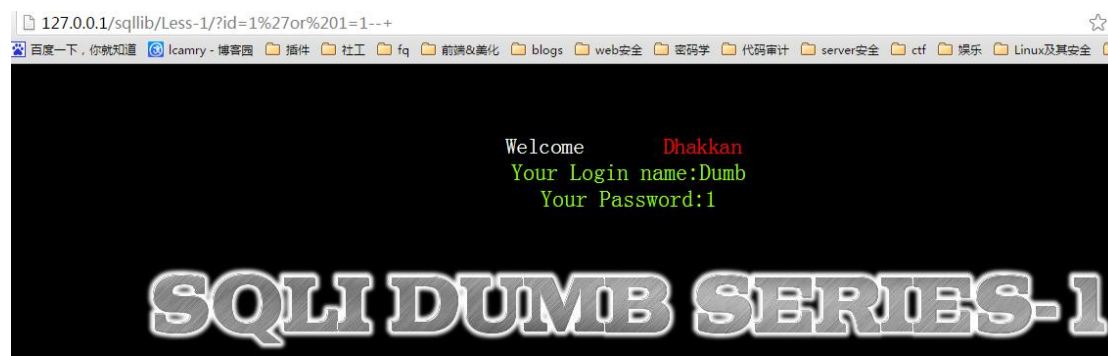 127.0.0.1/sqllib/Less-1/?id=1%27or%201=1--+
百度一下，你就知道 lcamry - 博客园 插件 社工 fq 前端&美化 blogs web安全 密码学 代码审计 server安全 ctf 娱乐 Linux及其安全
Welcome Dhakkan
Your Login name:Dumb
Your Password:1
SQLI DUMB SERIES-1